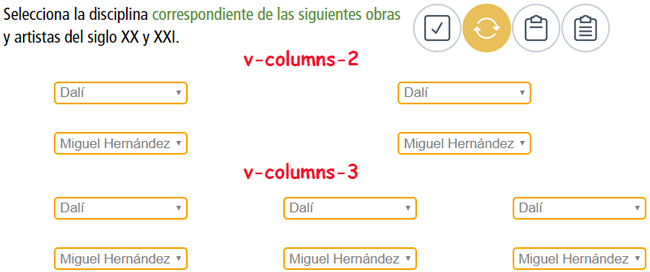 Selecciona la disciplina correspondiente de las siguientes obras
y artistas del siglo XX y XXI.
v-columns-2
Dalí Dalí
Miguel Hernández Miguel Hernández
v-columns-3
Dalí Dalí Dalí
Miguel Hernández Miguel Hernández Miguel Hernández